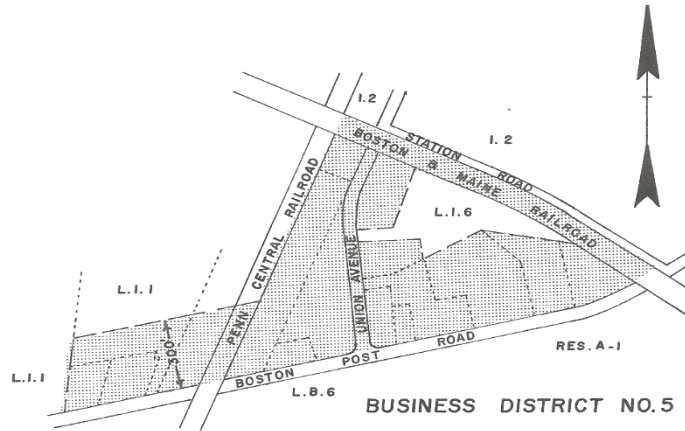 I.2
STATION ROAD
I.2
BOSTON & MAINE RAILROAD
PENN CENTRAL RAILROAD
L.I.6
UNION AVENUE
L.I.1
300'
L.I.1
BOSTON POST ROAD
RES. A-1
L.B.6
BUSINESS DISTRICT NO. 5